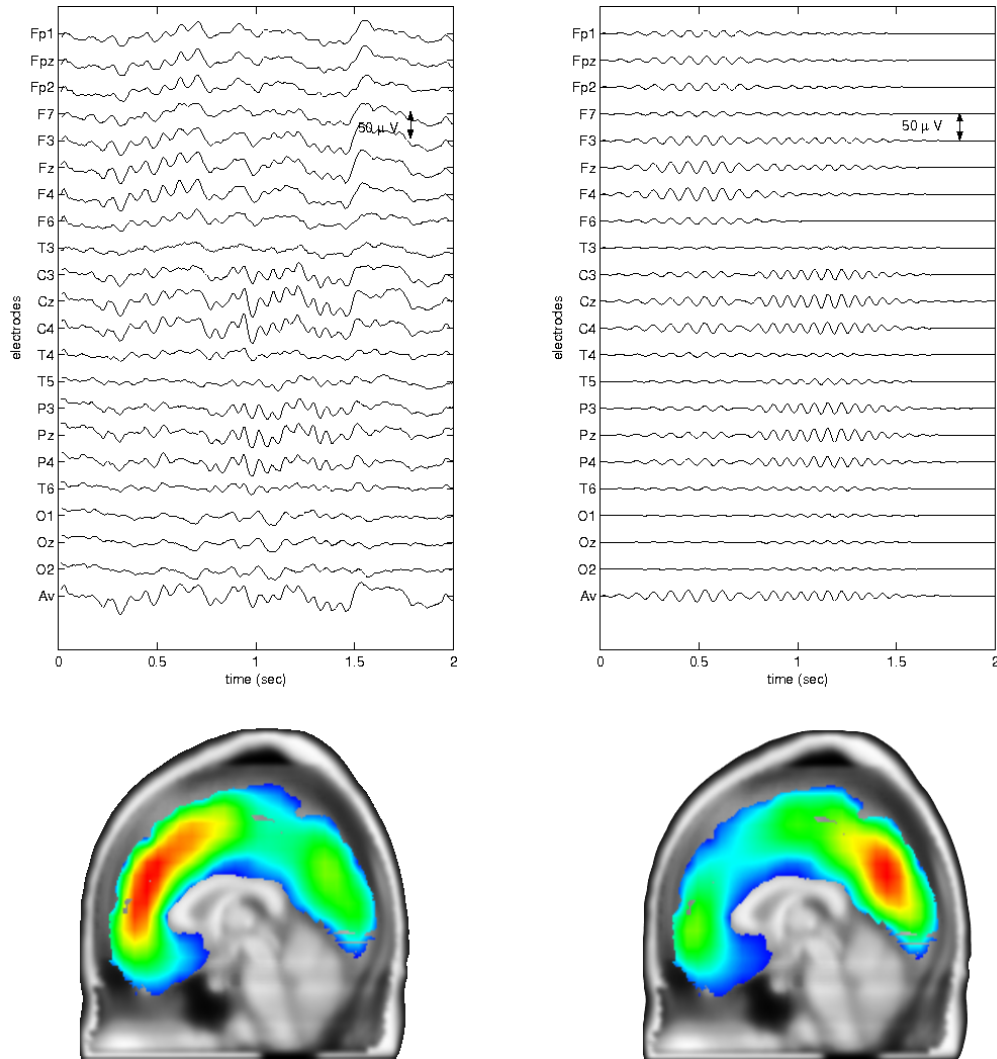 Fp1
Fpz
Fp2
F7
F3
Fz
F4
F6
T3
C3
Cz
C4
T4
T5
P3
Pz
P4
T6
O1
Oz
O2
Av
electrodes
50 μ V
0 0.5 1 1.5 2
time (sec)
Fp1
Fpz
Fp2
F7
F3
Fz
F4
F6
T3
C3
Cz
C4
T4
T5
P3
Pz
P4
T6
O1
Oz
O2
Av
electrodes
50 μ V
0 0.5 1 1.5 2
time (sec)